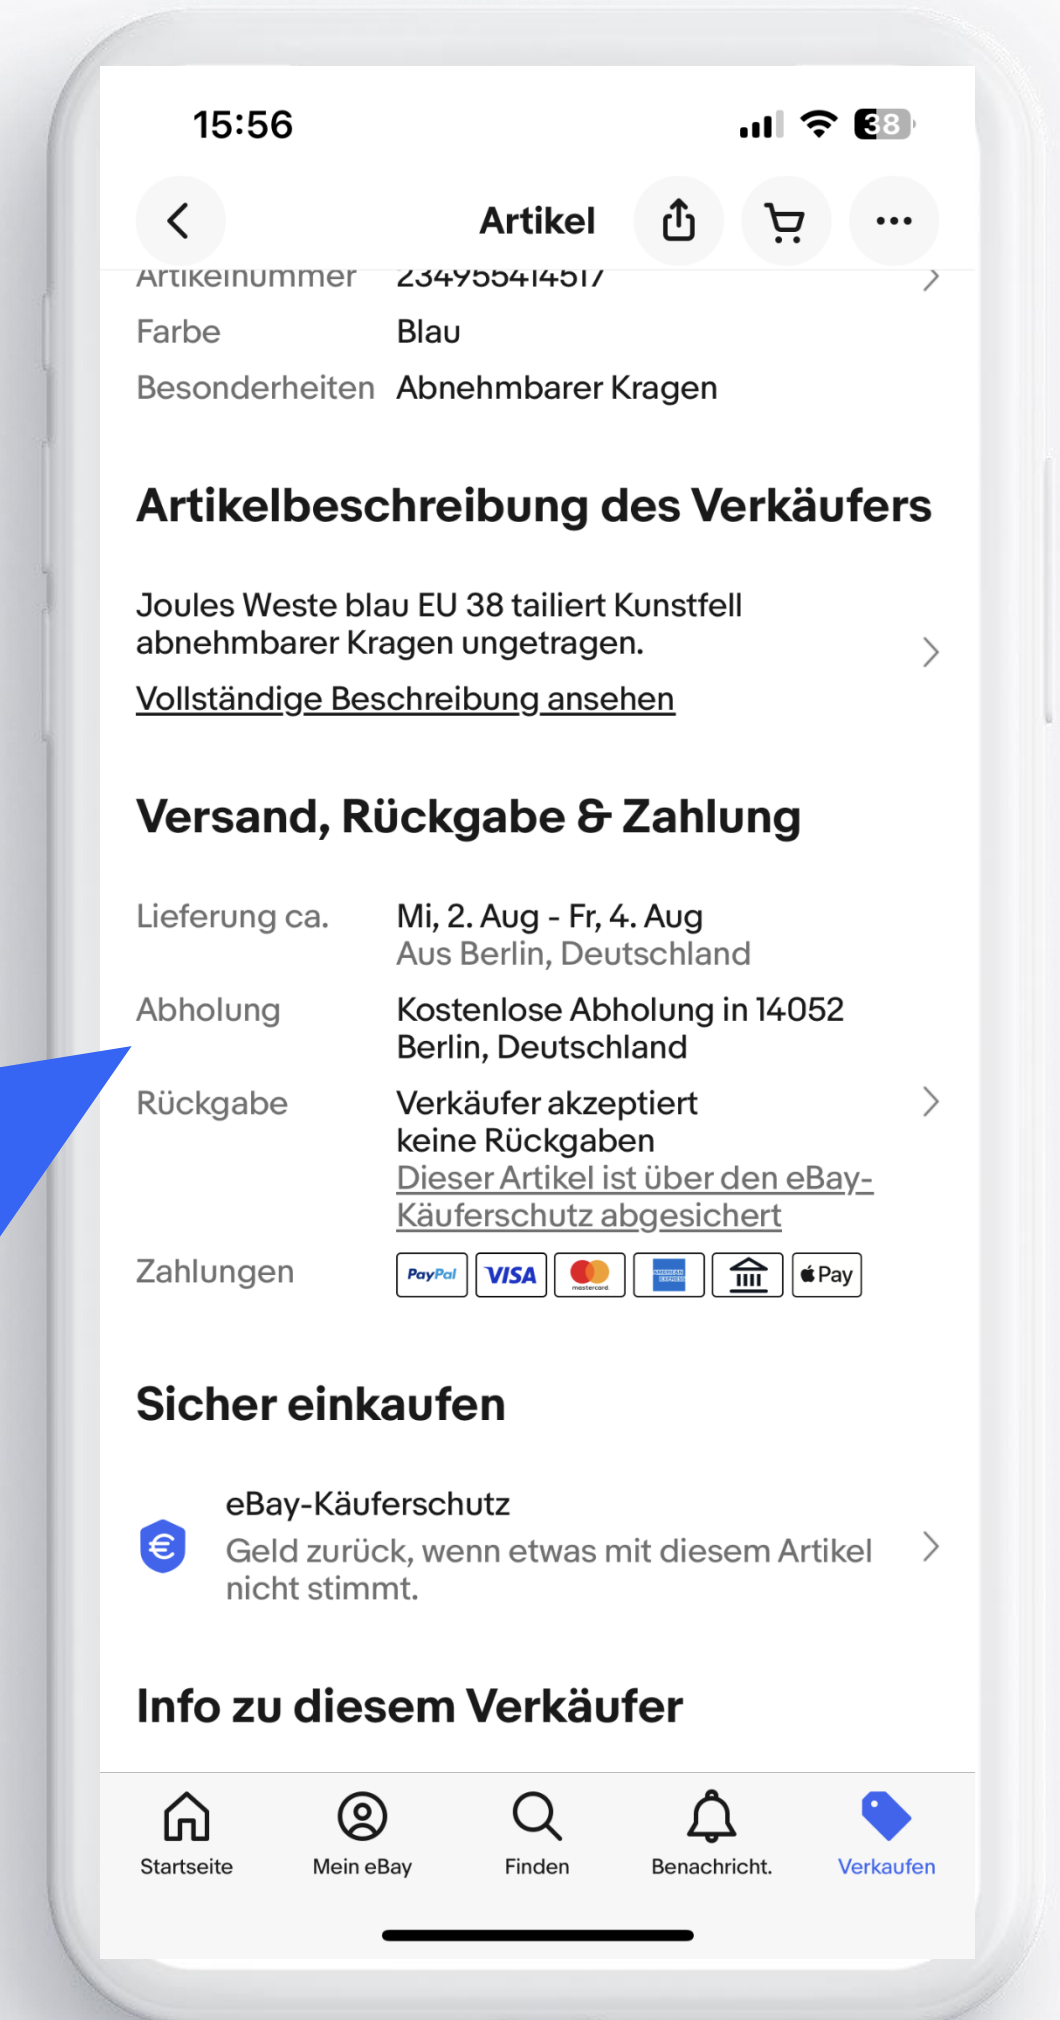 15:56
38
Artikel
Artikelnummer 234955414517
Farbe Blau
Besonderheiten Abnehmbarer Kragen
Artikelbeschreibung des Verkäufers
Joules Weste blau EU 38 tailiert Kunstfell
abnehmbarer Kragen ungetragen.
Vollständige Beschreibung ansehen
Versand, Rückgabe & Zahlung
Lieferung ca. Mi, 2. Aug - Fr, 4. Aug
Aus Berlin, Deutschland
Abholung Kostenlose Abholung in 14052
Berlin, Deutschland
Rückgabe Verkäufer akzeptiert
keine Rückgaben
Dieser Artikel ist über den eBay-
Käuferschutz abgesichert
Zahlungen PayPal VISA mastercard AMERICAN EXPRESS Pay
Sicher einkaufen
eBay-Käuferschutz
€ Geld zurück, wenn etwas mit diesem Artikel
nicht stimmt.
Info zu diesem Verkäufer
Startseite Mein eBay Finden Benachricht. Verkaufen